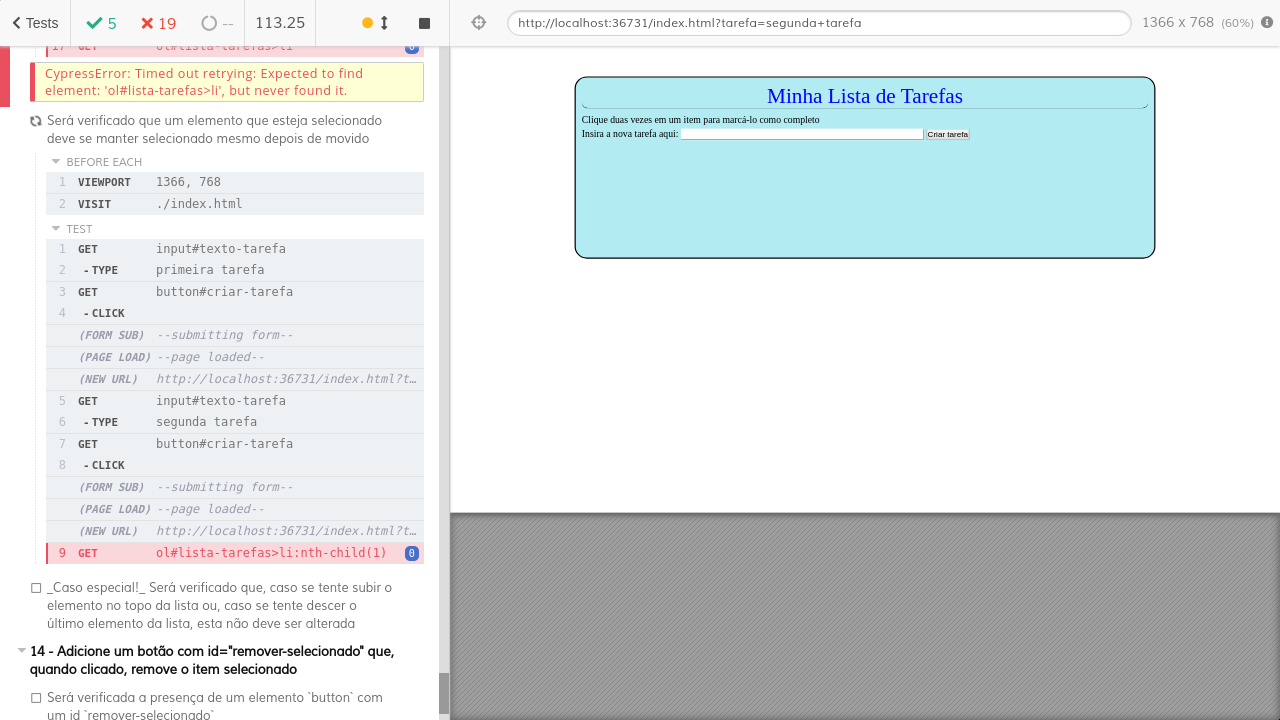 Tests
5
19
--
113.25
http://localhost:36731/index.html?tarefa=segunda+tarefa
1366 x 768 (60%)
17 GET ol#lista-tarefas>li 0
CypressError: Timed out retrying: Expected to find
element: 'ol#lista-tarefas>li', but never found it.
Será verificado que um elemento que esteja selecionado
deve se manter selecionado mesmo depois de movido
BEFORE EACH
1 VIEWPORT 1366, 768
2 VISIT ./index.html
TEST
1 GET input#texto-tarefa
2 -TYPE primeira tarefa
3 GET button#criar-tarefa
4 -CLICK
(FORM SUB) --submitting form--
(PAGE LOAD) --page loaded--
(NEW URL) http://localhost:36731/index.html?t…
5 GET input#texto-tarefa
6 -TYPE segunda tarefa
7 GET button#criar-tarefa
8 -CLICK
(FORM SUB) --submitting form--
(PAGE LOAD) --page loaded--
(NEW URL) http://localhost:36731/index.html?t…
9 GET ol#lista-tarefas>li:nth-child(1) 0
_Caso especial!_ Será verificado que, caso se tente subir o
elemento no topo da lista ou, caso se tente descer o
último elemento da lista, esta não deve ser alterada
14 - Adicione um botão com id="remover-selecionado" que,
quando clicado, remove o item selecionado
Será verificada a presença de um elemento `button` com
um id `remover-selecionado`
Minha Lista de Tarefas
Clique duas vezes em um item para marcá-lo como completo
Insira a nova tarefa aqui:
Criar tarefa